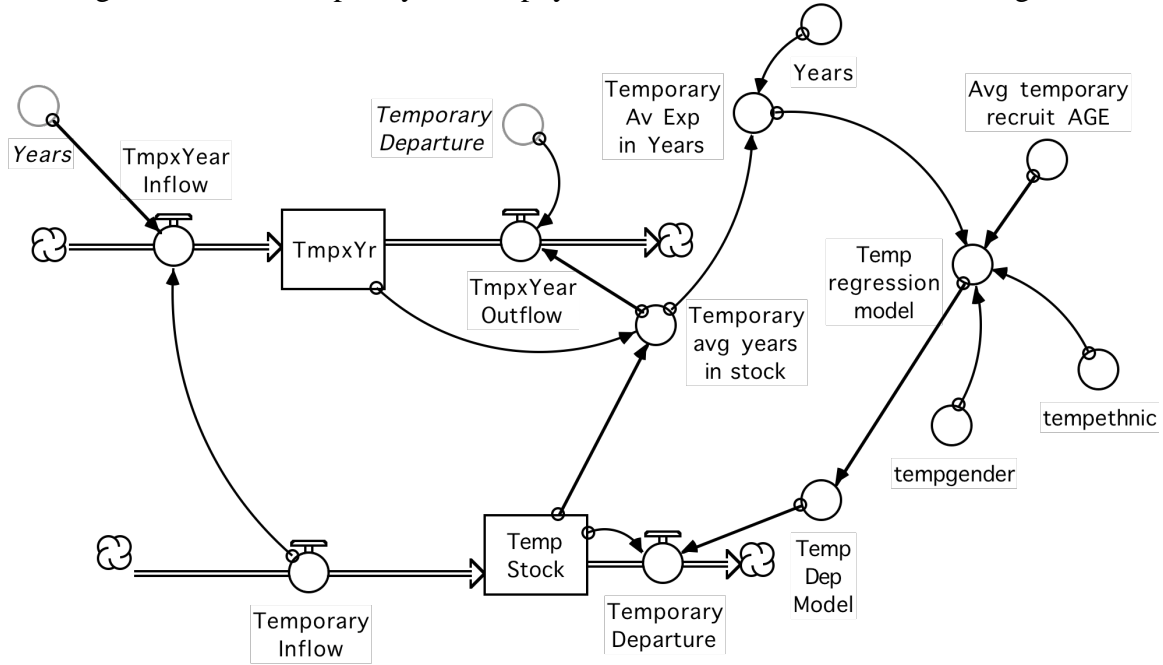 Years
Temporary
Av Exp
in Years
Avg temporary
recruit AGE
Temporary
Departure
Years
TmpxYear
Inflow
TmpxYr
Temp
regression
model
TmpxYear
Outflow
Temporary
avg years
in stock
tempethnic
tempgender
Temp
Stock
Temp
Dep
Model
Temporary
Inflow
Temporary
Departure